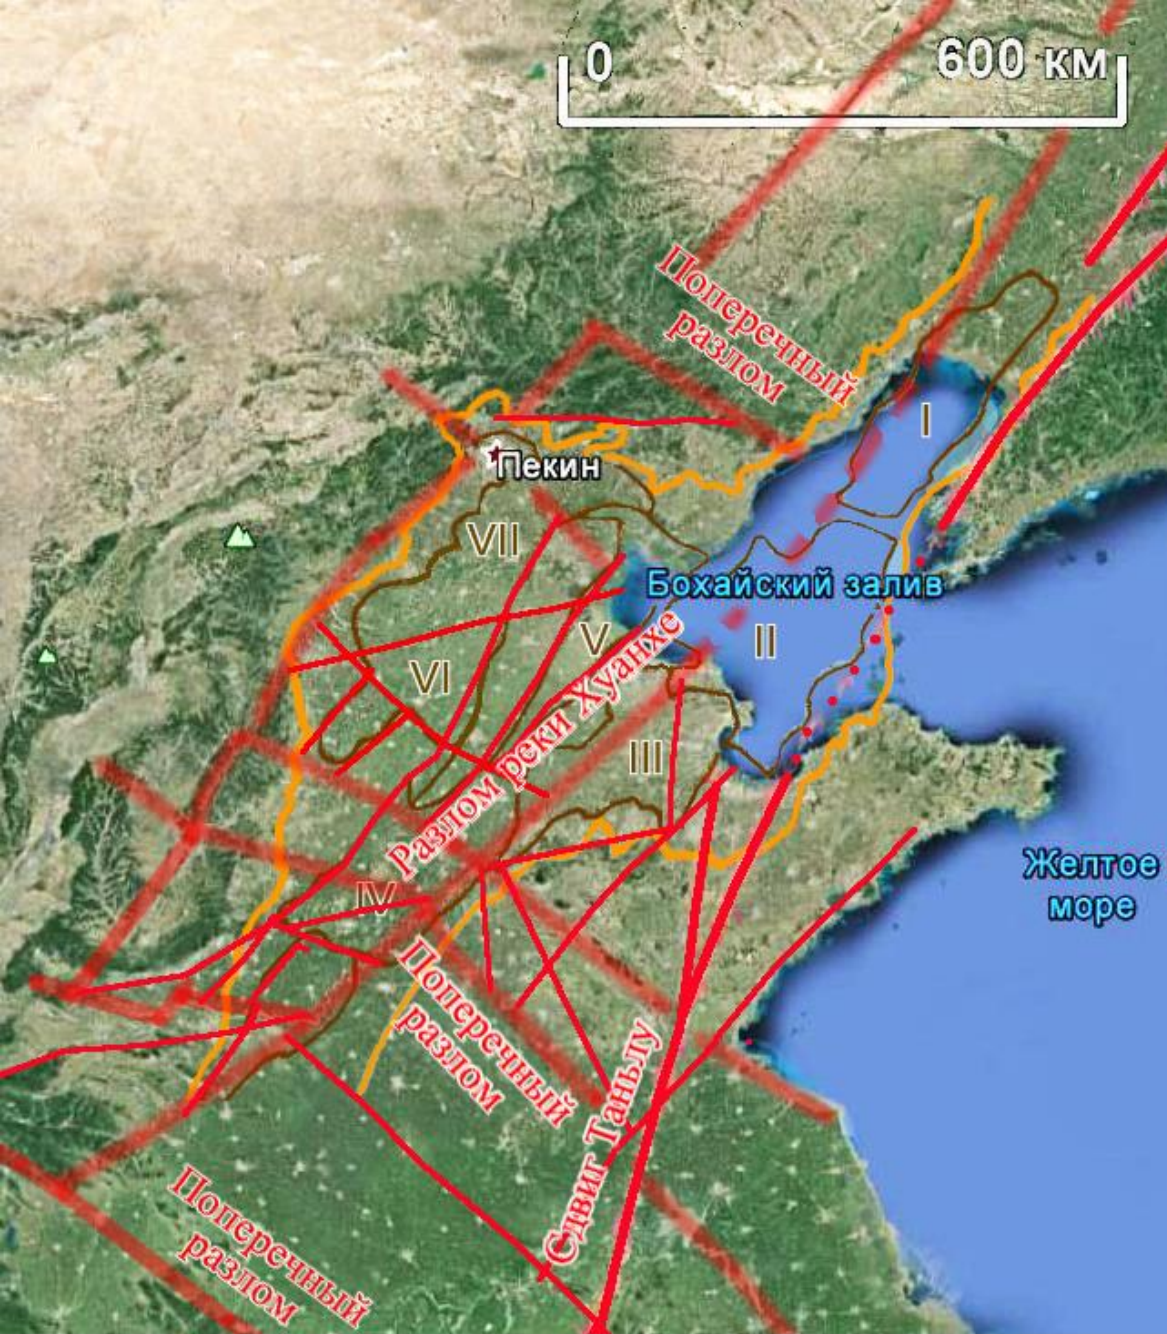 0 600 км
Поперечный
разлом
I
Пекин
VII
Бохайский залив
V
II
VI
III
Разлом реки Хуанхе
Желтое
море
IV
Поперечный
разлом
Сдвиг Таньлу
Поперечный
разлом